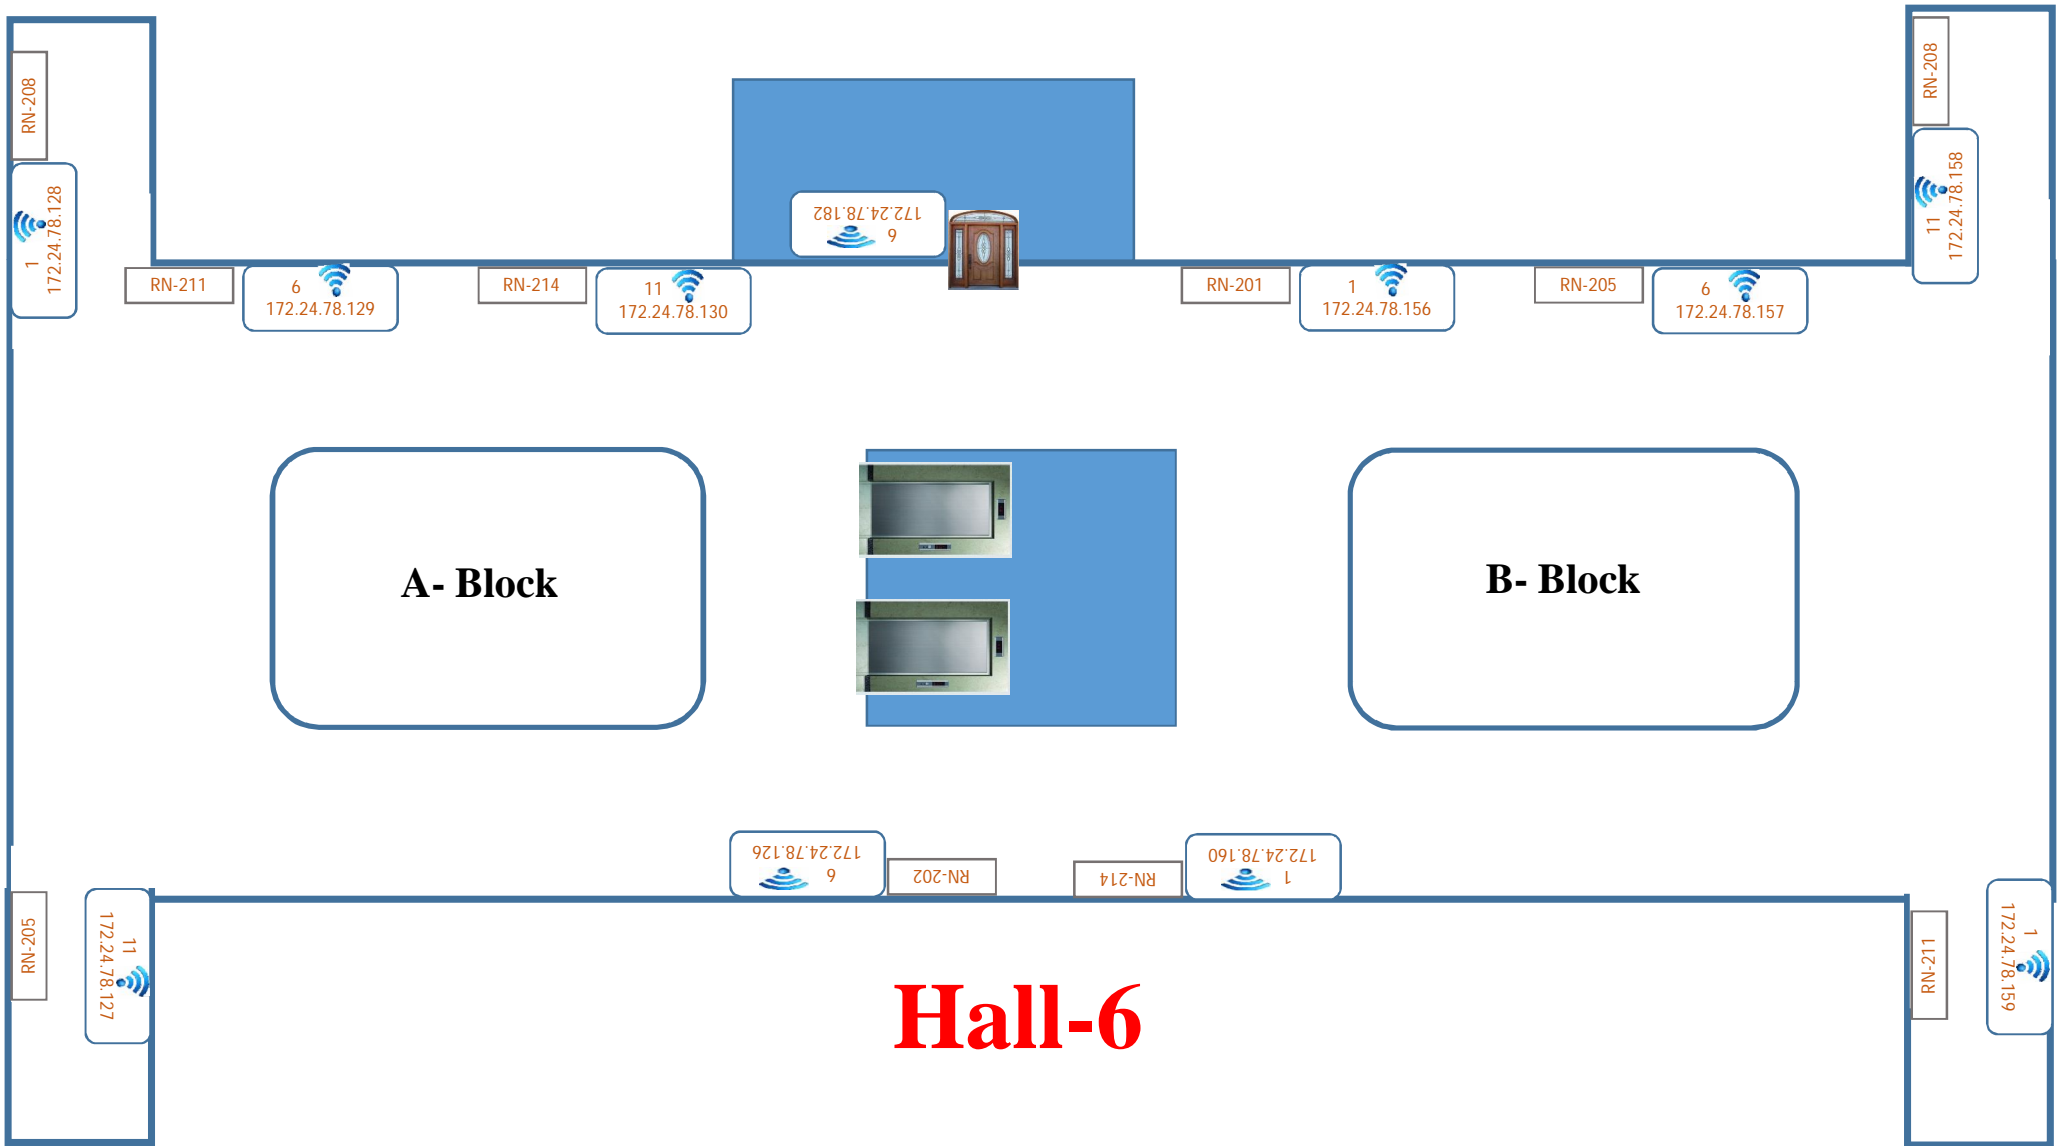 RN-208
1
172.24.78.128
RN-211
6
172.24.78.129
RN-214
11
172.24.78.130
172.24.78.182
6
RN-201
1
172.24.78.156
RN-205
6
172.24.78.157
RN-208
11
172.24.78.158
A- Block
B- Block
172.24.78.126
6
RN-202
RN-214
172.24.78.160
1
RN-205
11
172.24.78.127
RN-211
1
172.24.78.159
Hall-6